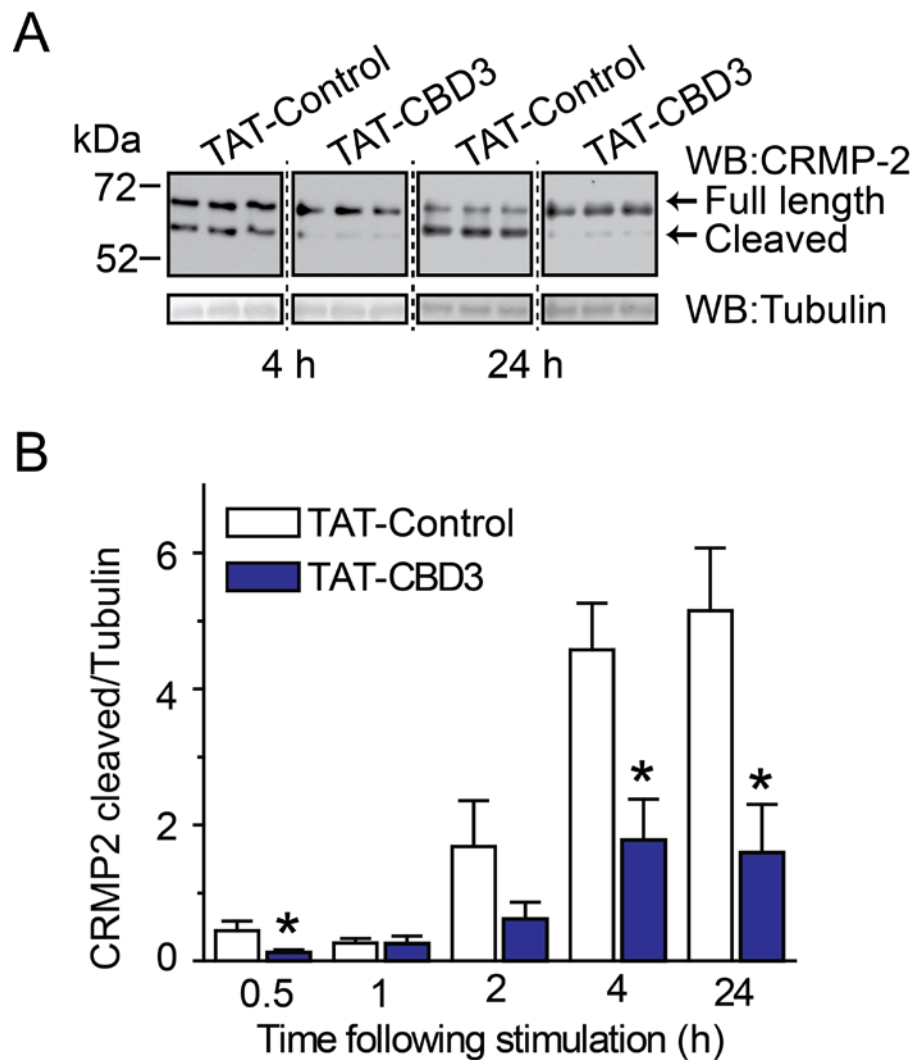 A
TAT-Control TAT-CBD3 TAT-Control TAT-CBD3
kDa
WB:CRMP-2
72
Full length
Cleaved
52
WB:Tubulin
4 h 24 h
B
TAT-Control
TAT-CBD3
CRMP2 cleaved/Tubulin
6
4
2
0
* * *
0.5 1 2 4 24
Time following stimulation (h)